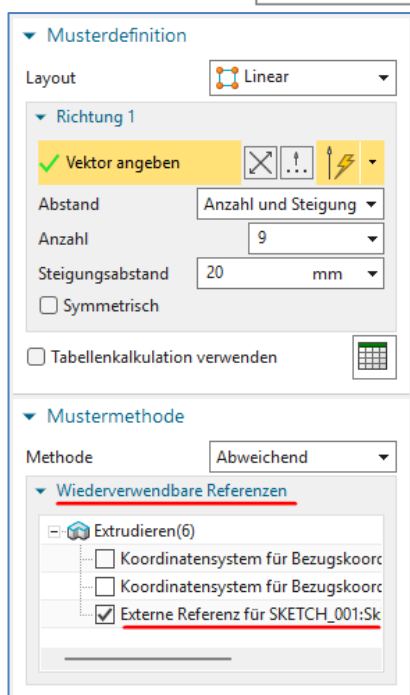 Musterdefinition
Layout Linear
Richtung 1
Vektor angeben
Abstand Anzahl und Steigung
Anzahl 9
Steigungsabstand 20 mm
Symmetrisch
Tabellenkalkulation verwenden
Mustermethode
Methode Abweichend
Wiederverwendbare Referenzen
Extrudieren(6)
Koordinatensystem für Bezugskoord
Koordinatensystem für Bezugskoord
Externe Referenz für SKETCH_001:Sk